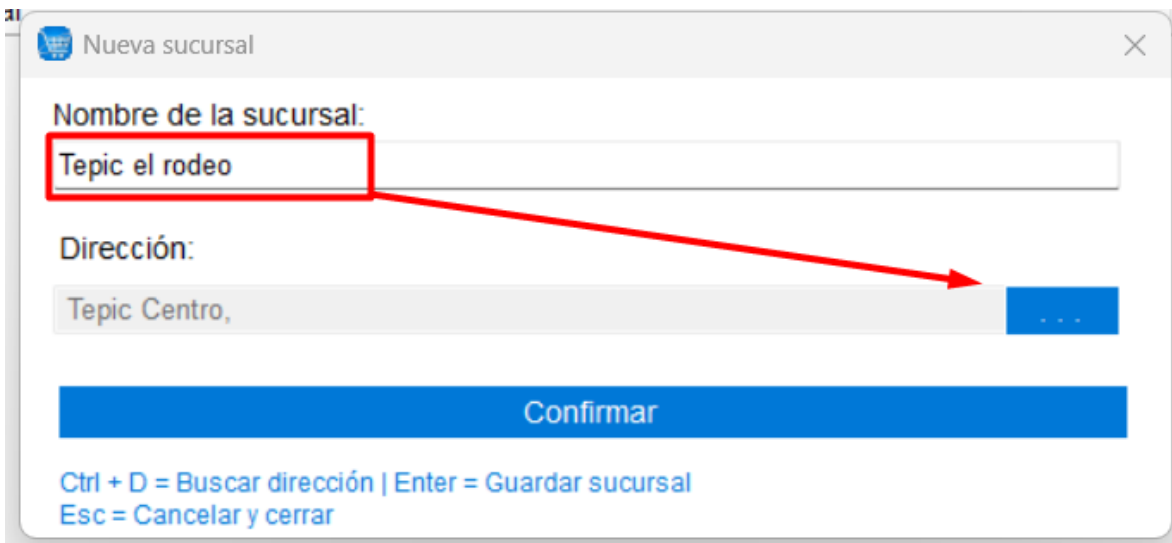 Nueva sucursal
Nombre de la sucursal:
Tepic el rodeo
Dirección:
Tepic Centro,
. . .
Confirmar
Ctrl + D = Buscar dirección | Enter = Guardar sucursal
Esc = Cancelar y cerrar